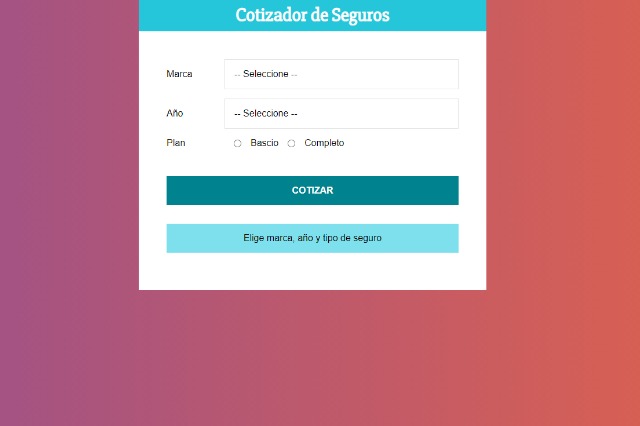 Cotizador de Seguros
Marca -- Seleccione --
Año -- Seleccione --
Plan Bascio Completo
COTIZAR
Elige marca, año y tipo de seguro